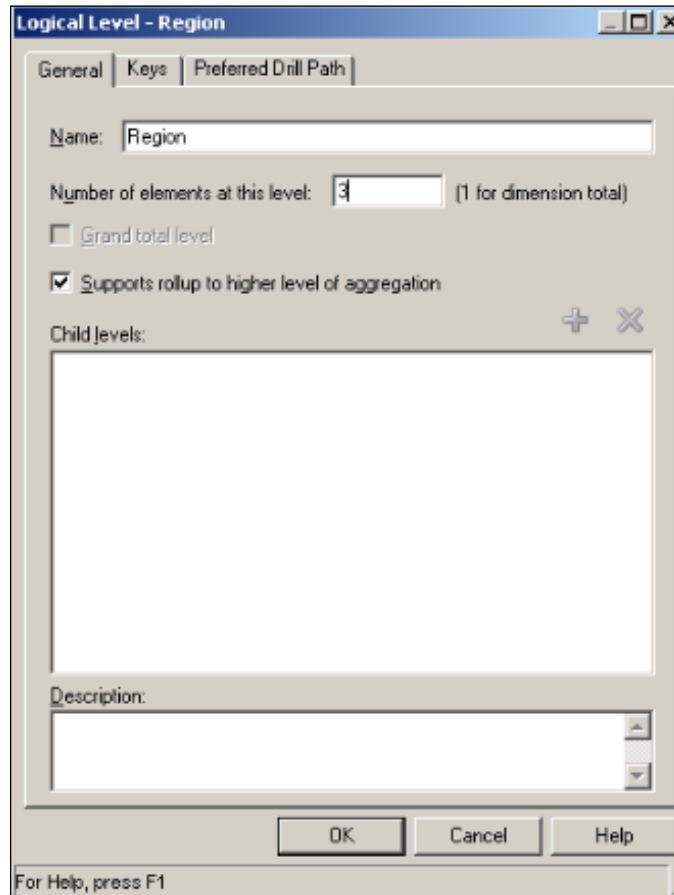 Logical Level - Region
General Keys Preferred Drill Path
Name: Region
Number of elements at this level: 3 (1 for dimension total)
Grand total level
Supports rollup to higher level of aggregation
Child levels:
Description:
OK Cancel Help
For Help, press F1